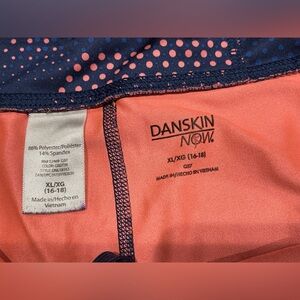 86% Polyester/Poliéster
14% Spandex
XL/XG
(16-18)
Made in/Hecho en
Vietnam
DANSKIN
NOW.
XL/XG (16-18)
MADE IN/HECHO EN VIETNAM